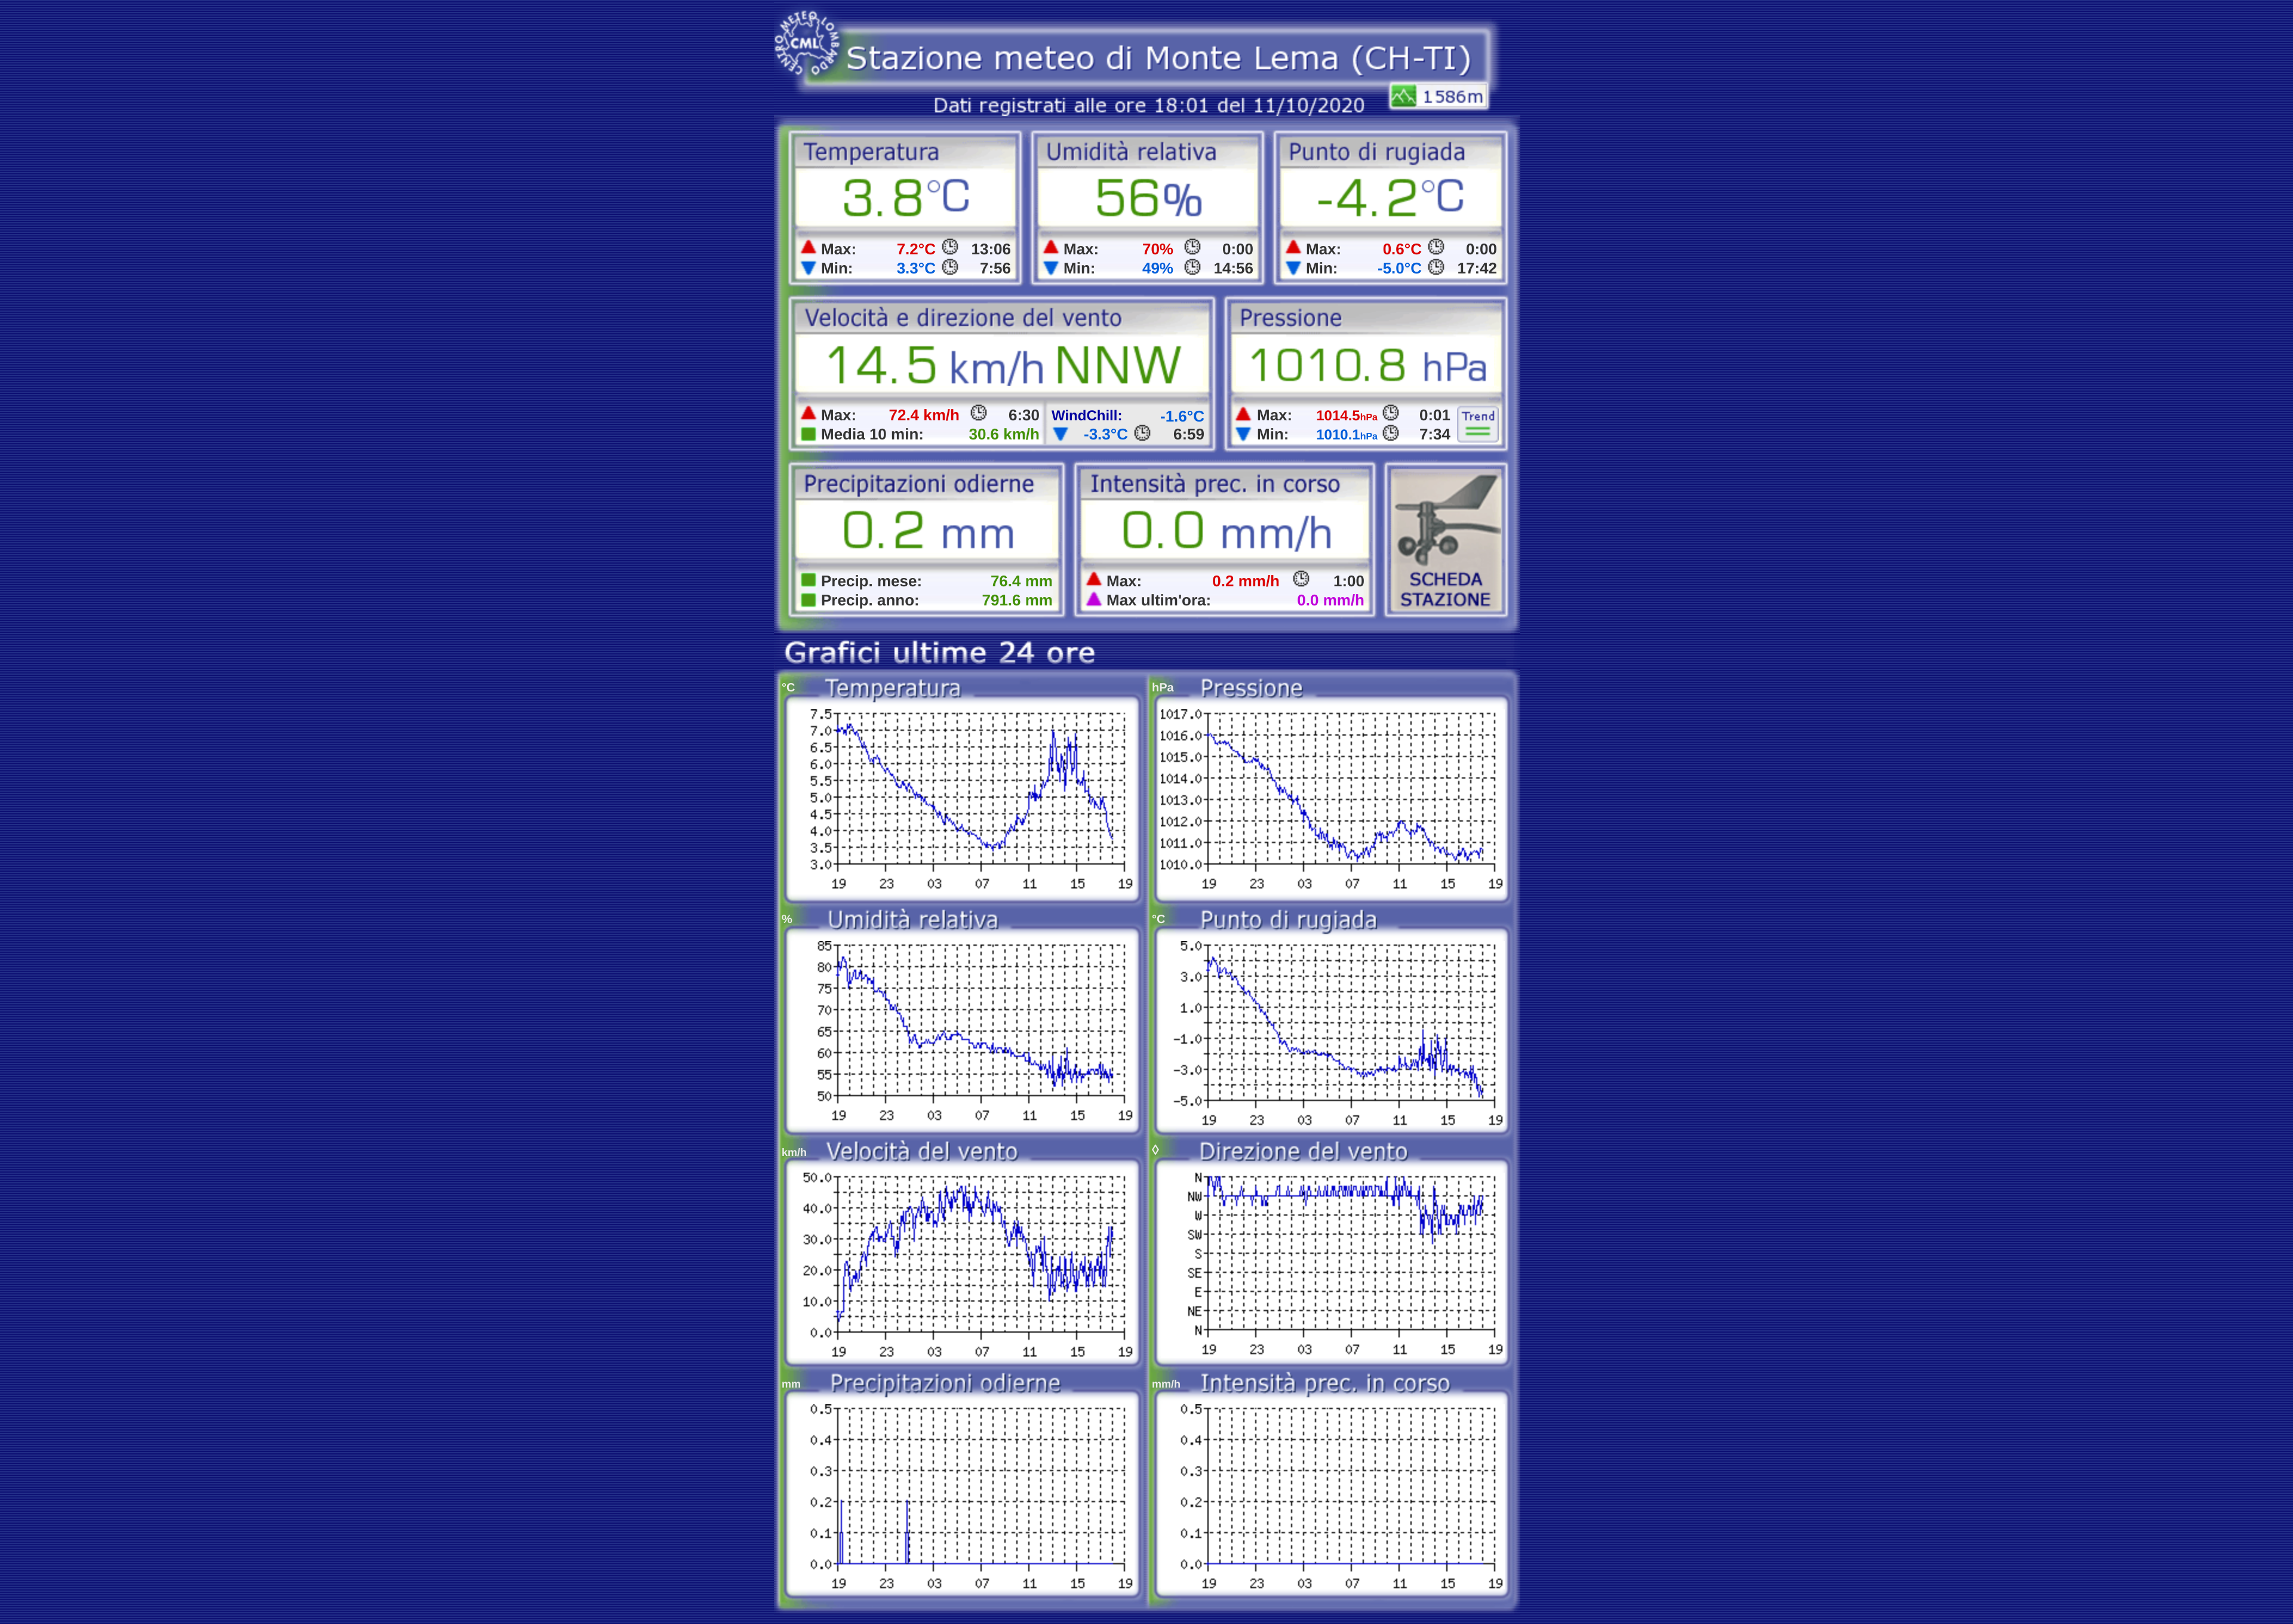 CENTRO METEO LOMBARDO
CML
Stazione meteo di Monte Lema (CH-TI)
Dati registrati alle ore 18:01 del 11/10/2020
1586m
Temperatura
3.8°C
Max: 7.2°C 13:06
Min: 3.3°C 7:56
Umidità relativa
56%
Max: 70% 0:00
Min: 49% 14:56
Punto di rugiada
-4.2°C
Max: 0.6°C 0:00
Min: -5.0°C 17:42
Velocità e direzione del vento
14.5 km/h NNW
Max: 72.4 km/h 6:30
Media 10 min: 30.6 km/h
WindChill: -1.6°C
-3.3°C 6:59
Pressione
1010.8 hPa
Max: 1014.5hPa 0:01
Min: 1010.1hPa 7:34
Trend
Precipitazioni odierne
0.2 mm
Precip. mese: 76.4 mm
Precip. anno: 791.6 mm
Intensità prec. in corso
0.0 mm/h
Max: 0.2 mm/h 1:00
Max ultim'ora: 0.0 mm/h
SCHEDA
STAZIONE
Grafici ultime 24 ore
°C Temperatura
7.5
7.0
6.5
6.0
5.5
5.0
4.5
4.0
3.5
3.0
19 23 03 07 11 15 19
hPa Pressione
1017.0
1016.0
1015.0
1014.0
1013.0
1012.0
1011.0
1010.0
19 23 03 07 11 15 19
% Umidità relativa
85
80
75
70
65
60
55
50
19 23 03 07 11 15 19
°C Punto di rugiada
5.0
3.0
1.0
-1.0
-3.0
-5.0
19 23 03 07 11 15 19
km/h Velocità del vento
50.0
40.0
30.0
20.0
10.0
0.0
19 23 03 07 11 15 19
◊ Direzione del vento
N
NW
W
SW
S
SE
E
NE
N
19 23 03 07 11 15 19
mm Precipitazioni odierne
0.5
0.4
0.3
0.2
0.1
0.0
19 23 03 07 11 15 19
mm/h Intensità prec. in corso
0.5
0.4
0.3
0.2
0.1
0.0
19 23 03 07 11 15 19